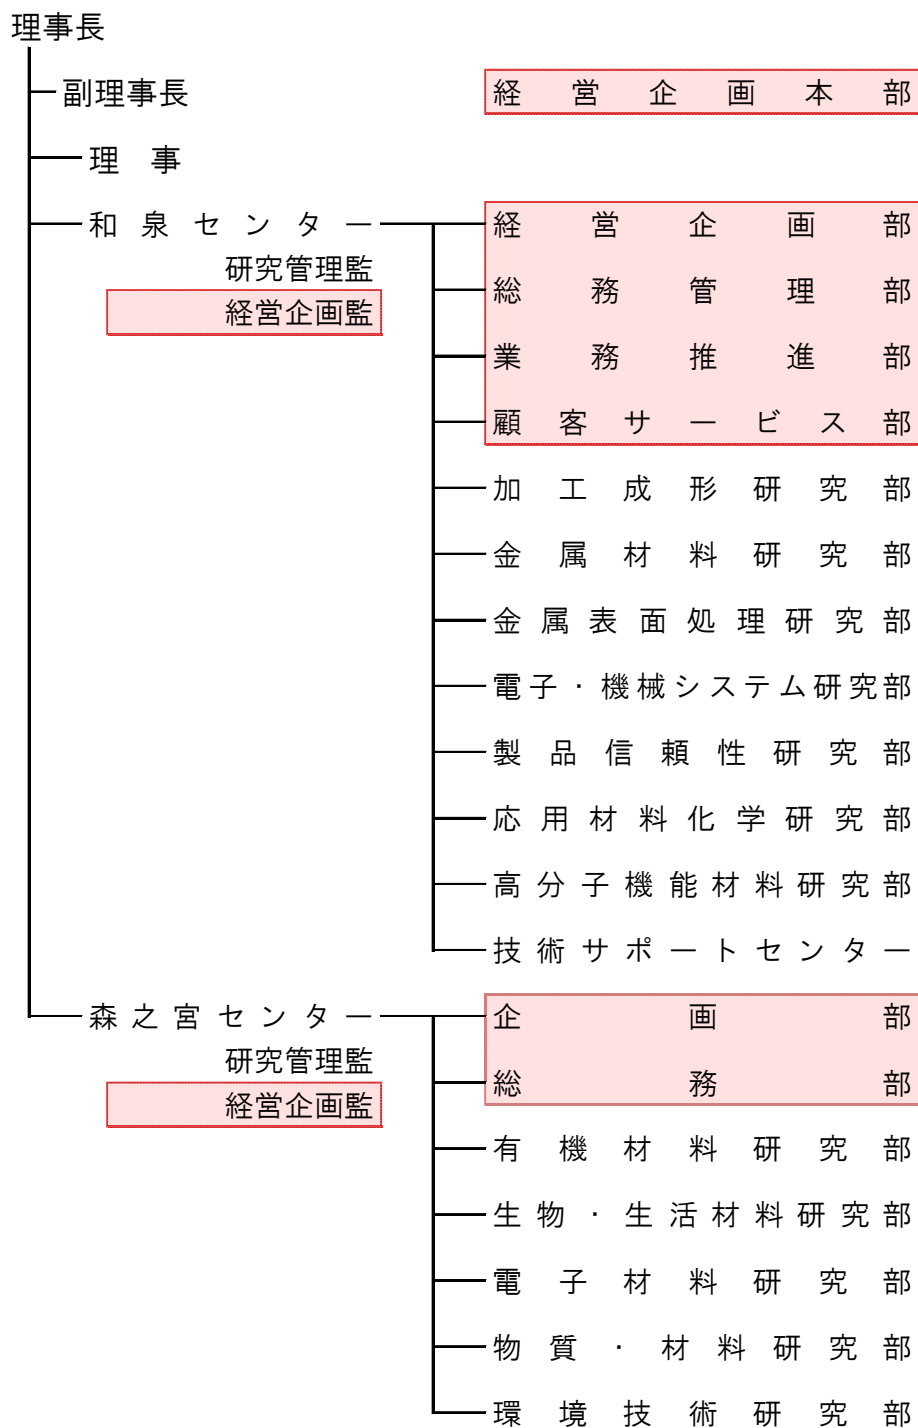 理事長
副理事長
経営企画本部
理事
和泉センター
経営企画部
研究管理監
総務管理部
経営企画監
業務推進部
顧客サービス部
加工成形研究部
金属材料研究部
金属表面処理研究部
電子・機械システム研究部
製品信頼性研究部
応用材料化学研究部
高分子機能材料研究部
技術サポートセンター
森之宮センター
企画部
研究管理監
総務部
経営企画監
有機材料研究部
生物・生活材料研究部
電子材料研究部
物質・材料研究部
環境技術研究部